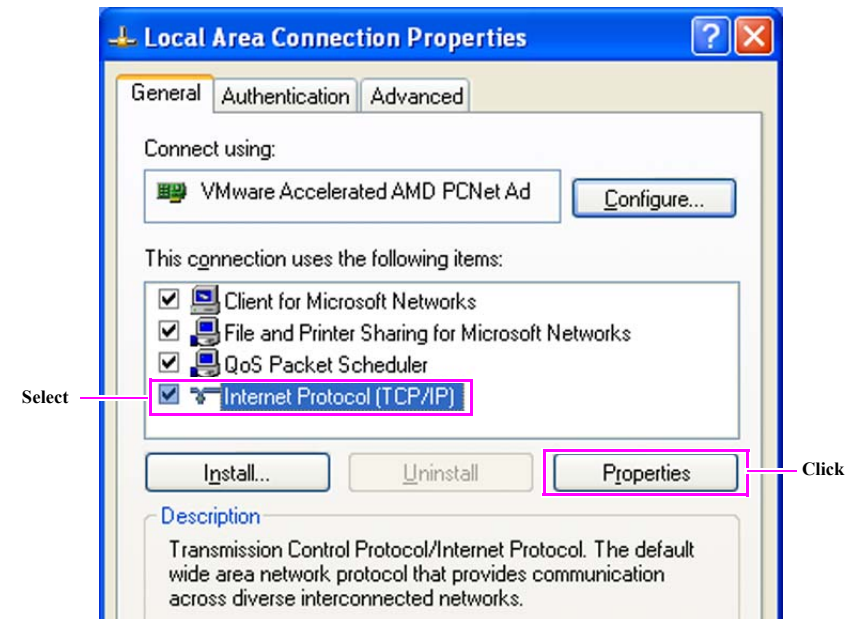 Local Area Connection Properties
General Authentication Advanced
Connect using:
VMware Accelerated AMD PCNet Ad
Configure...
This connection uses the following items:
Client for Microsoft Networks
File and Printer Sharing for Microsoft Networks
QoS Packet Scheduler
Select
Internet Protocol (TCP/IP)
Install... Uninstall Properties
Click
Description
Transmission Control Protocol/Internet Protocol. The default
wide area network protocol that provides communication
across diverse interconnected networks.